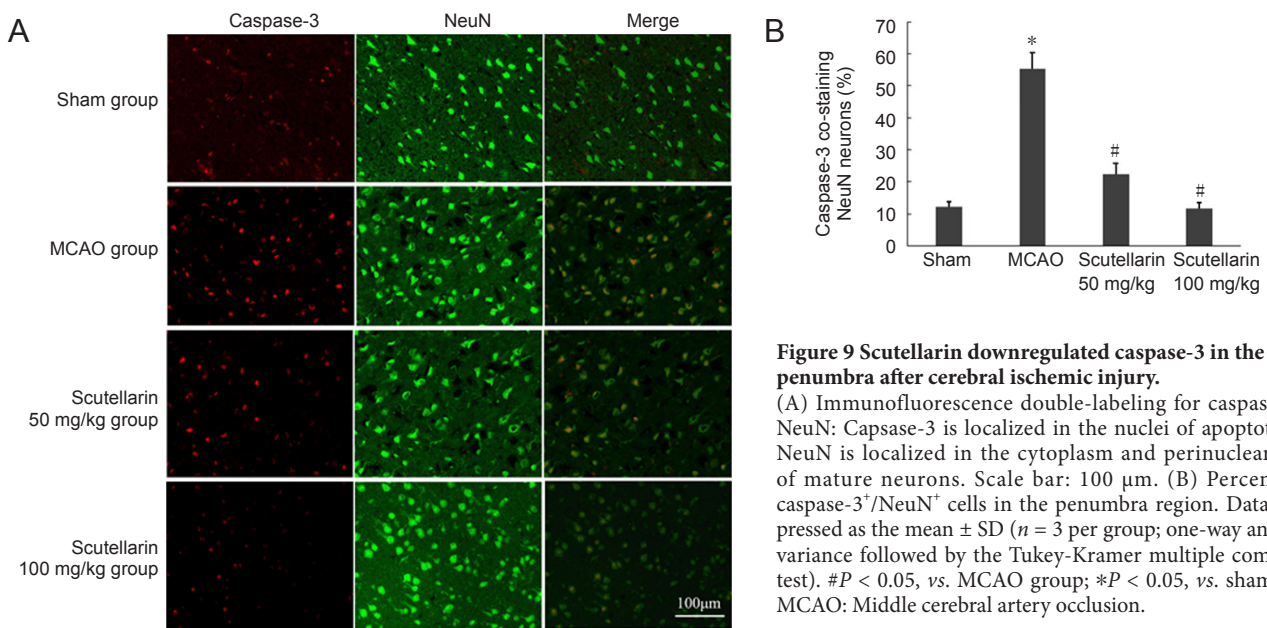 A
Caspase-3 NeuN Merge
Sham group
MCAO group
Scutellarin
50 mg/kg group
Scutellarin
100 mg/kg group
100μm
B
Caspase-3 co-staining
NeuN neurons (%)
70
60
50
40
30
20
10
0
*
#
#
Sham MCAO Scutellarin Scutellarin
50 mg/kg 100 mg/kg
Figure 9 Scutellarin downregulated caspase-3 in the
penumbra after cerebral ischemic injury.
(A) Immunofluorescence double-labeling for caspas
NeuN: Capsase-3 is localized in the nuclei of apoptot
NeuN is localized in the cytoplasm and perinuclear
of mature neurons. Scale bar: 100 μm. (B) Percen
caspase-3⁺/NeuN⁺ cells in the penumbra region. Data
pressed as the mean ± SD (n = 3 per group; one-way an
variance followed by the Tukey-Kramer multiple com
test). #P < 0.05, vs. MCAO group; *P < 0.05, vs. sham
MCAO: Middle cerebral artery occlusion.